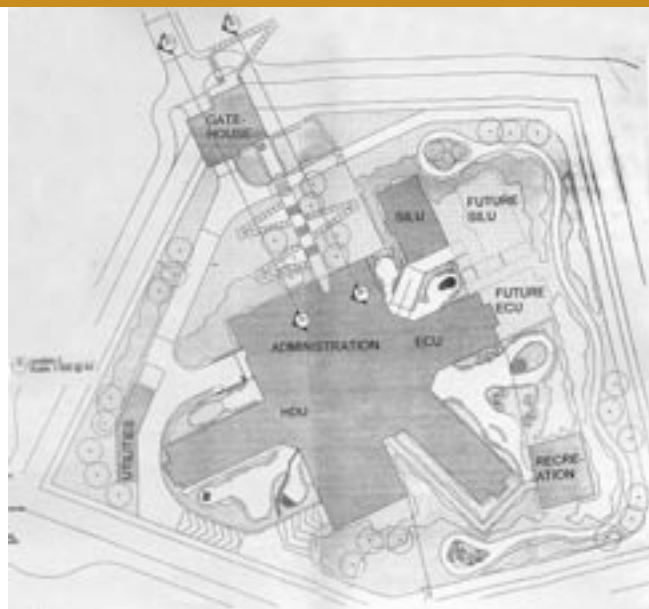 GATE-
HOUSE
SILU
FUTURE
SILU
FUTURE
ECU
ADMINISTRATION
ECU
HDU
UTILITIES
RECRE-
ATION